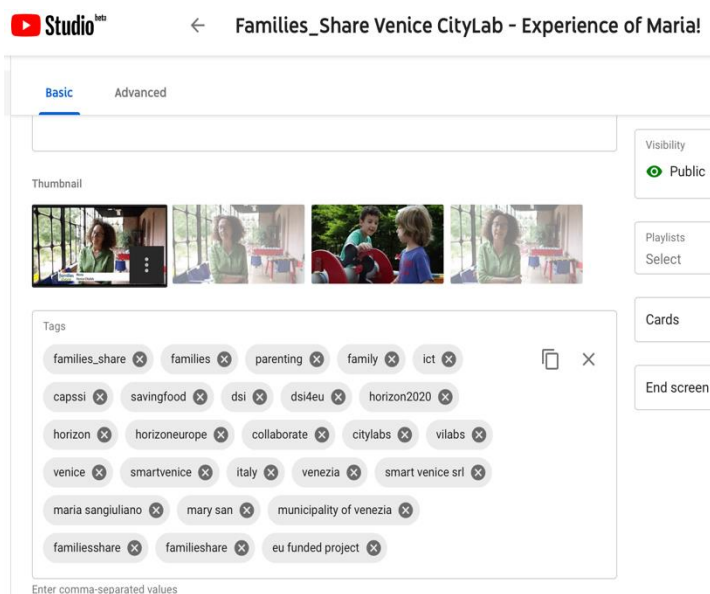 Studio beta
Families_Share Venice CityLab - Experience of Maria!
Basic Advanced
Visibility
Public
Thumbnail
Playlists
Select
Tags
families_share families parenting family ict
Cards
capssi savingfood dsi dsi4eu horizon2020
End screen
horizon horizoneurope collaborate citylabs vilabs
venice smartvenice italy venezia smart venice srl
maria sangiuliano mary san municipality of venezia
familiesshare familieshare eu funded project
Enter comma-separated values